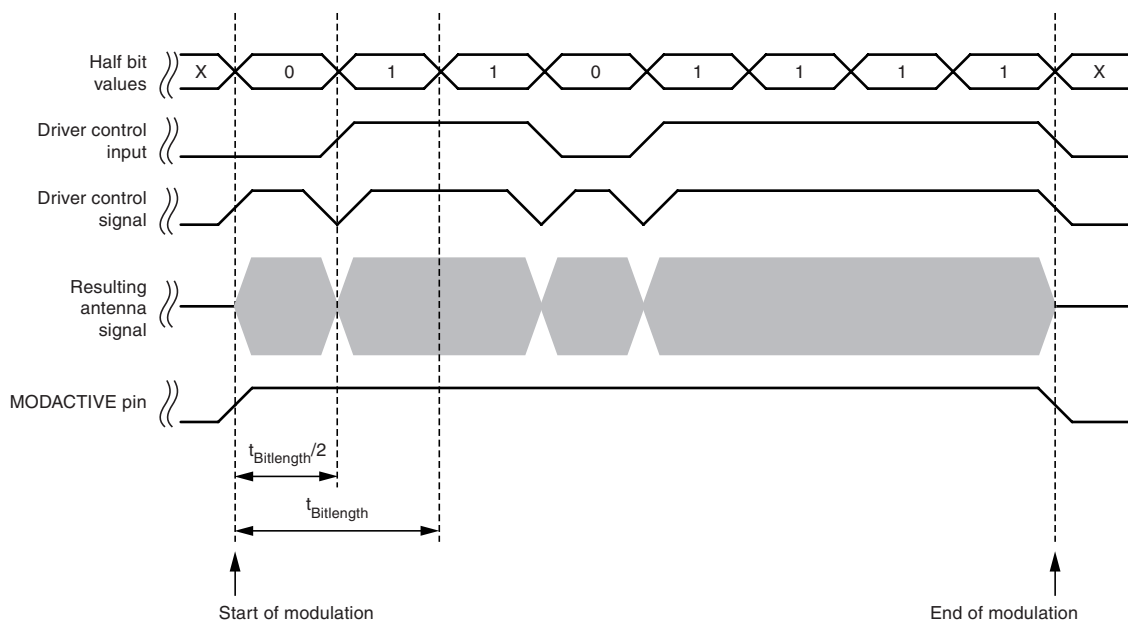 Half bit
values
X 0 1 1 0 1 1 1 1 X
Driver control
input
Driver control
signal
Resulting
antenna
signal
MODACTIVE pin
tBitlength/2
tBitlength
Start of modulation
End of modulation